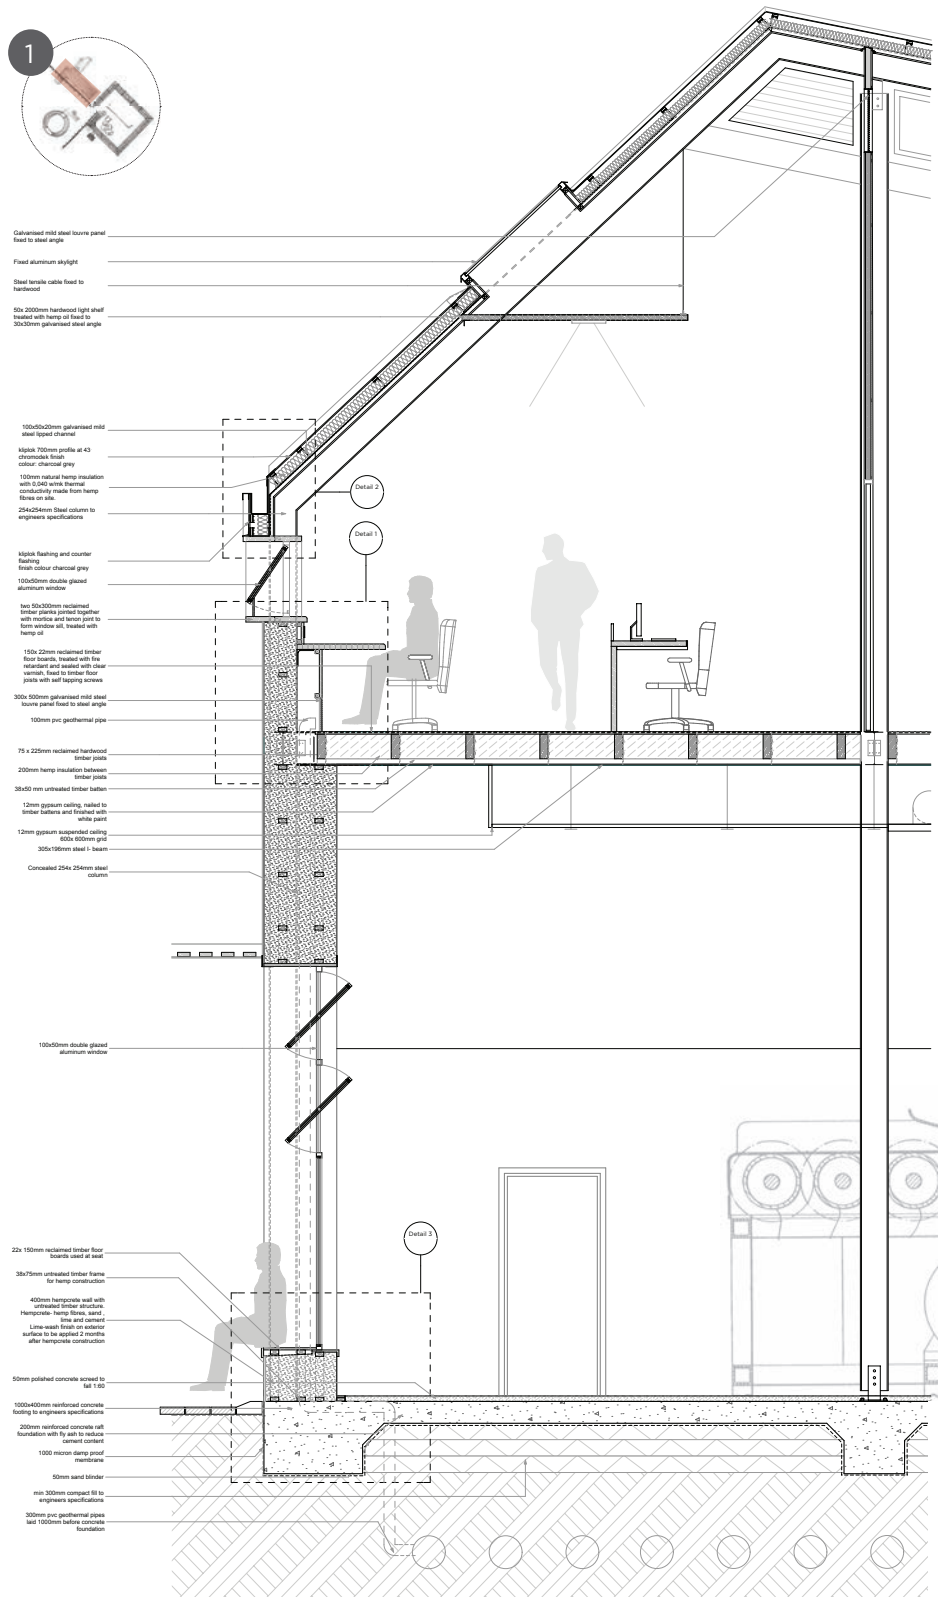 1
Galvanised mild steel louvre panel
fixed to steel angle
Fixed aluminum skylight
Steel tensile cable fixed to
hardwood
50x 2000mm hardwood light shelf
treated with hemp oil fixed to
30x30mm galvanised steel angle
100x50x20mm galvanised mild
steel lipped channel
kliplok 700mm profile at 43
chromodek finish
colour: charcoal grey
100mm natural hemp insulation
with 0,040 w/mk thermal
conductivity made from hemp
fibres on site.
254x254mm Steel column to
engineers specifications
Detail 2
Detail 1
kliplok flashing and counter
flashing
finish colour charcoal grey
100x50mm double glazed
aluminum window
two 50x300mm reclaimed
timber planks jointed together
with mortice and tenon joint to
form window sill, treated with
hemp oil
150x 22mm reclaimed timber
floor boards, treated with fire
retardant and sealed with clear
varnish, fixed to timber floor
joists with self tapping screws
300x 500mm galvanised mild steel
louvre panel fixed to steel angle
100mm pvc geothermal pipe
75 x 225mm reclaimed hardwood
timber joists
200mm hemp insulation between
timber joists
38x50 mm untreated timber batten
12mm gypsum ceiling, nailed to
timber battens and finished with
white paint
12mm gypsum suspended ceiling
600x 600mm grid
305x196mm steel I- beam
Concealed 254x 254mm steel
column
100x50mm double glazed
aluminum window
Detail 3
22x 150mm reclaimed timber floor
boards used at seat
38x75mm untreated timber frame
for hemp construction
400mm hempcrete wall with
untreated timber structure.
Hempcrete- hemp fibres, sand ,
lime and cement
Lime-wash finish on exterior
surface to be applied 2 months
after hempcrete construction
50mm polished concrete screed to
fall 1:60
1000x400mm reinforced concrete
footing to engineers specifications
200mm reinforced concrete raft
foundation with fly ash to reduce
cement content
1000 micron damp proof
membrane
50mm sand blinder
min 300mm compact fill to
engineers specifications
300mm pvc geothermal pipes
laid 1000mm before concrete
foundation